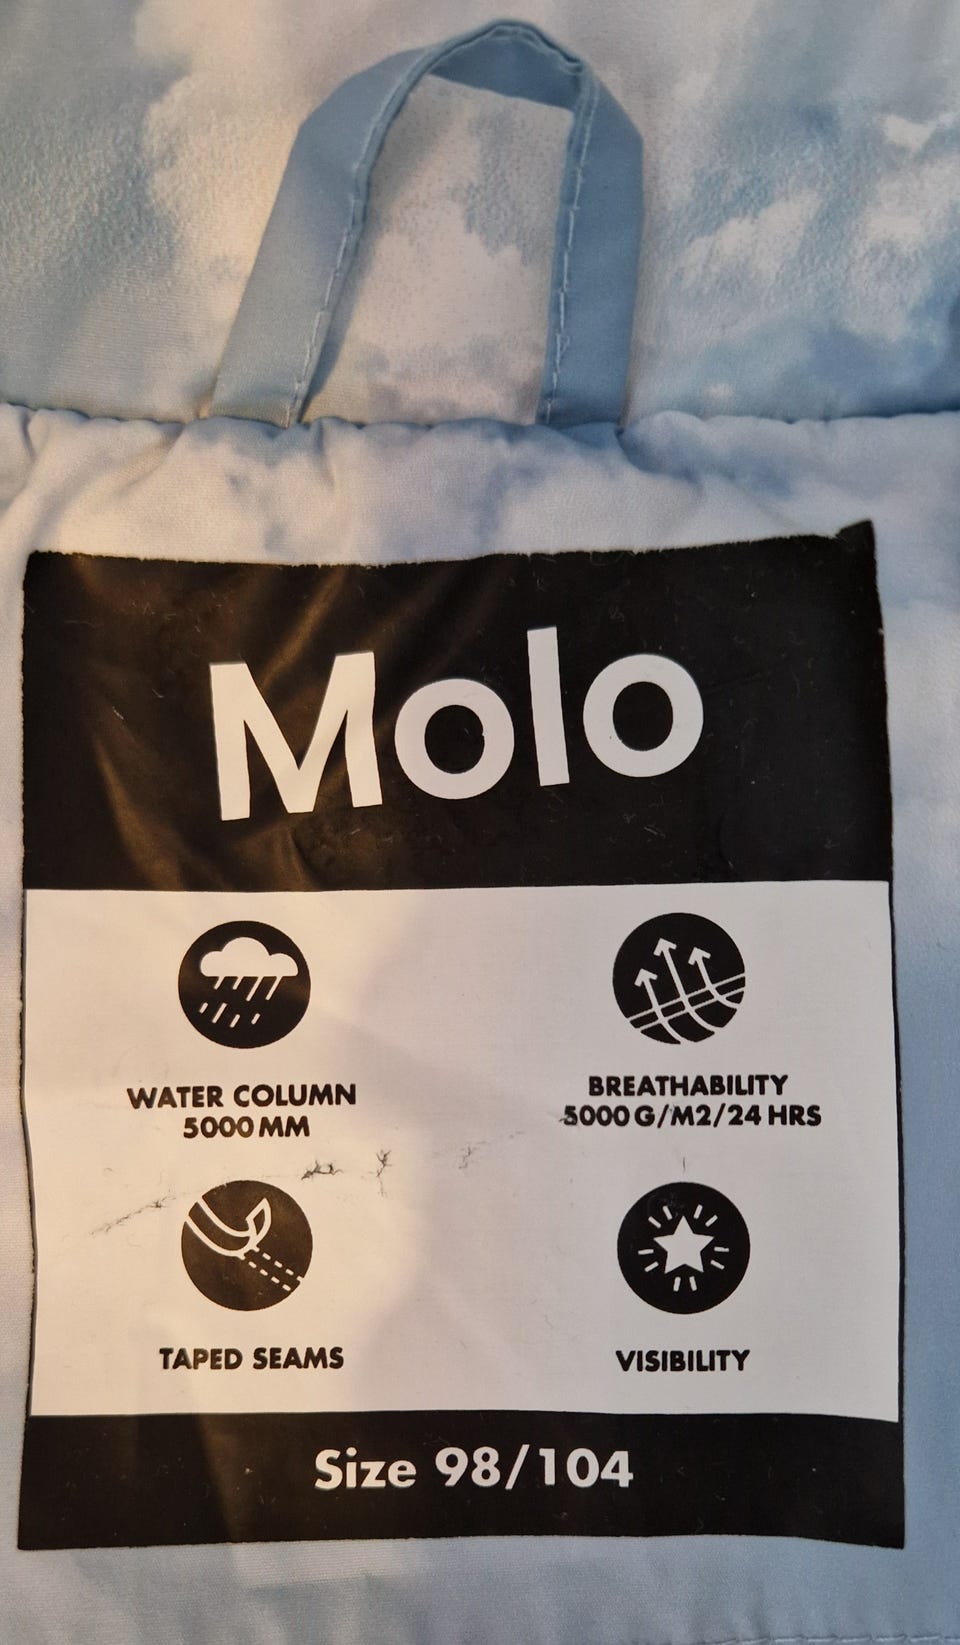 Molo
WATER COLUMN
5000 MM
BREATHABILITY
5000 G/M2/24 HRS
TAPED SEAMS
VISIBILITY
Size 98/104